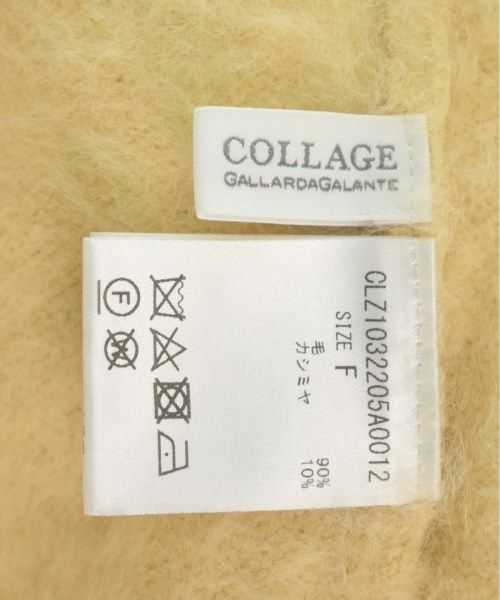 COLLAGE
GALLARDAGALANTE
CLZ1032205A0012
SIZE F
毛 90%
カシミヤ 10%
F
W